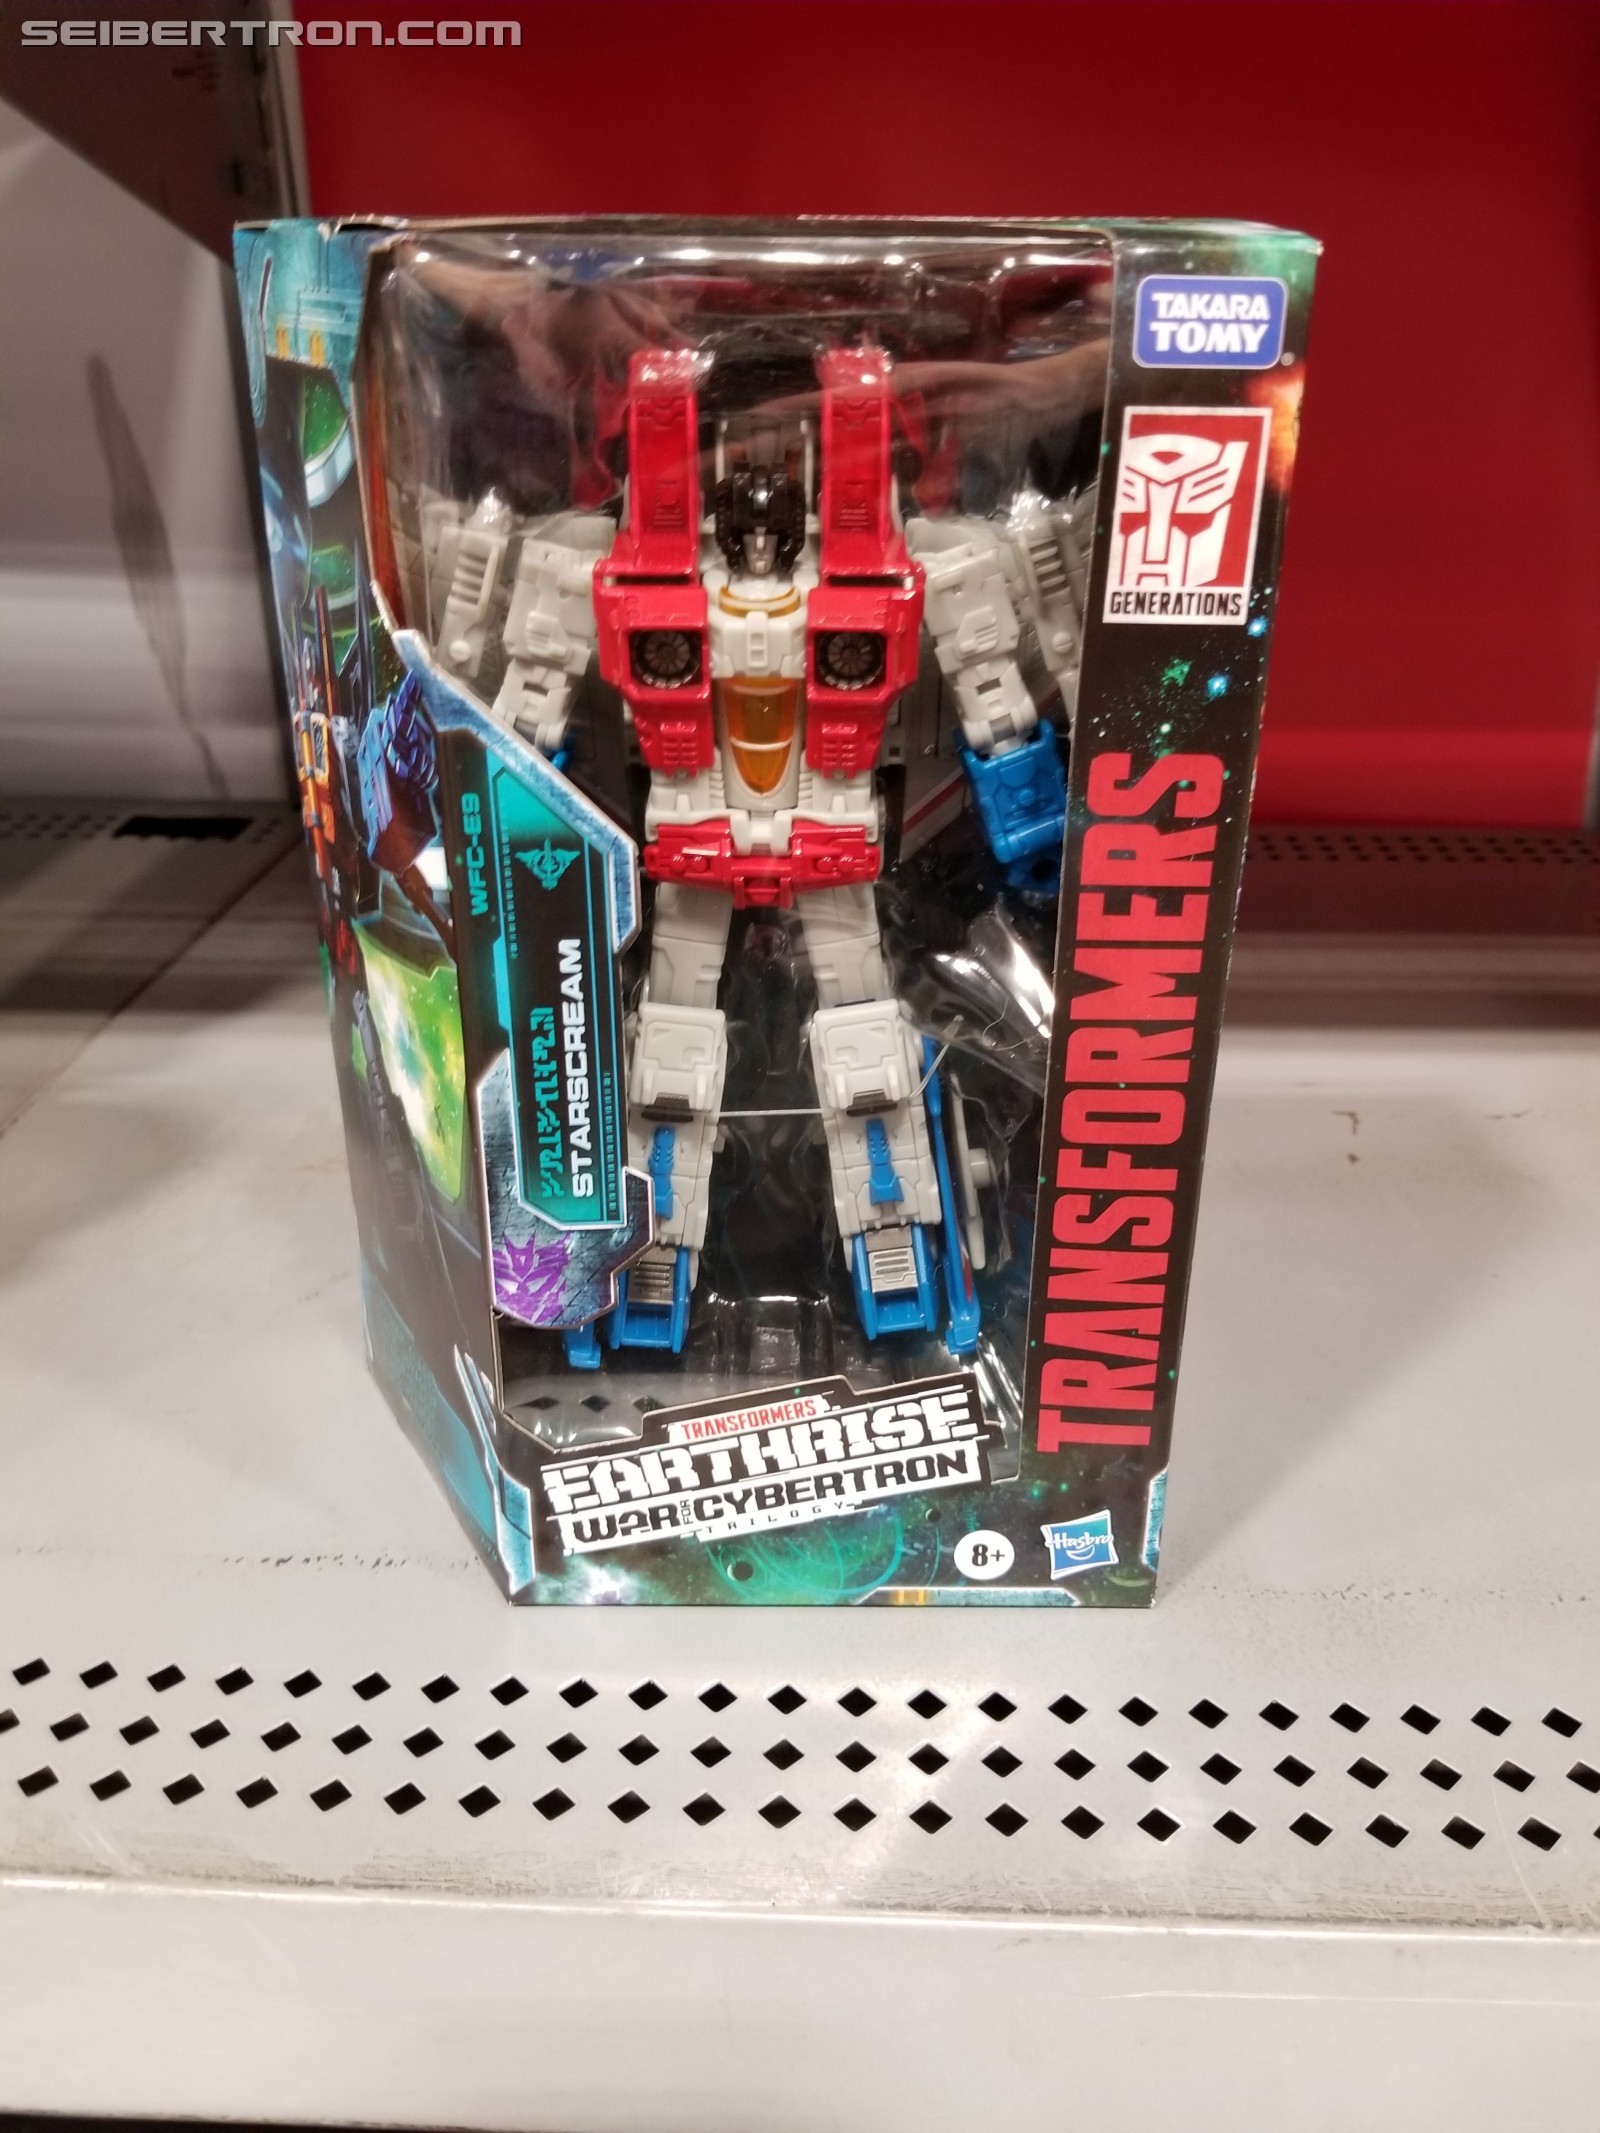 SEIBERTRON.com
TAKARA
TOMY
GENERATIONS
TRANSFORMERS
WFC-E9
STARSCREAM
TRANSFORMERS
EARTHRISE
WAR FOR CYBERTRON
TRILOGY
8+
Hasbro